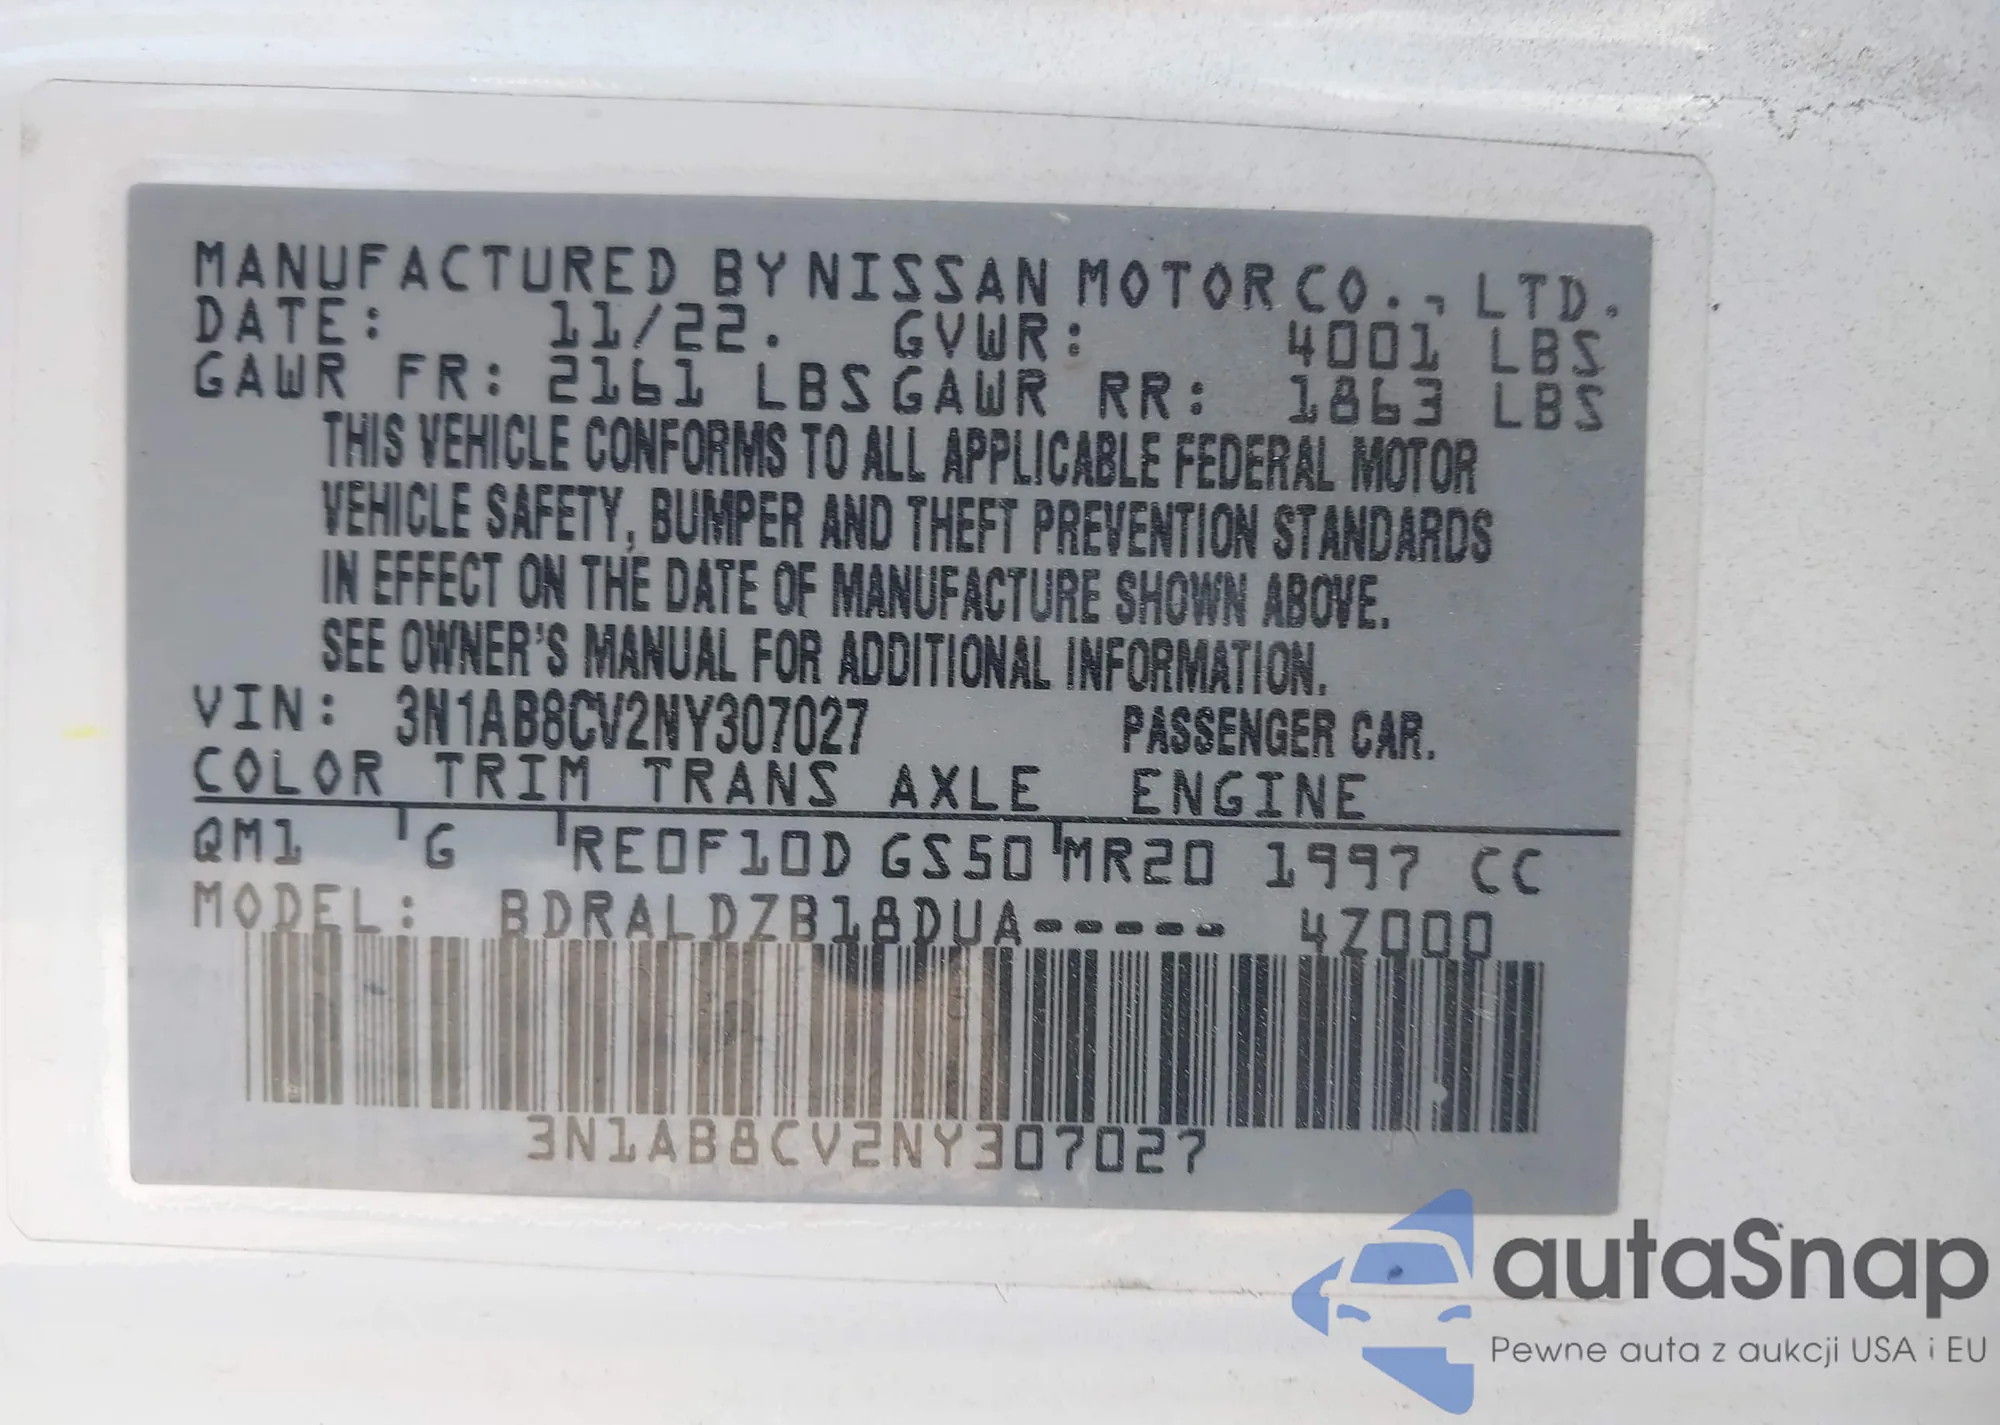 MANUFACTURED BY NISSAN MOTOR CO., LTD.
DATE: 11/22. GVWR: 4001 LBS
GAWR FR: 2161 LBS GAWR RR: 1863 LBS
THIS VEHICLE CONFORMS TO ALL APPLICABLE FEDERAL MOTOR
VEHICLE SAFETY, BUMPER AND THEFT PREVENTION STANDARDS
IN EFFECT ON THE DATE OF MANUFACTURE SHOWN ABOVE.
SEE OWNER'S MANUAL FOR ADDITIONAL INFORMATION.
VIN: 3N1AB8CV2NY307027 PASSENGER CAR.
COLOR TRIM TRANS AXLE ENGINE
QM1 G RE0F10D GS50 MR20 1997 CC
MODEL: BDRALDZB18DUA----- 4Z000
3N1AB8CV2NY307027
autaSnap
Pewne auta z aukcji USA i EU